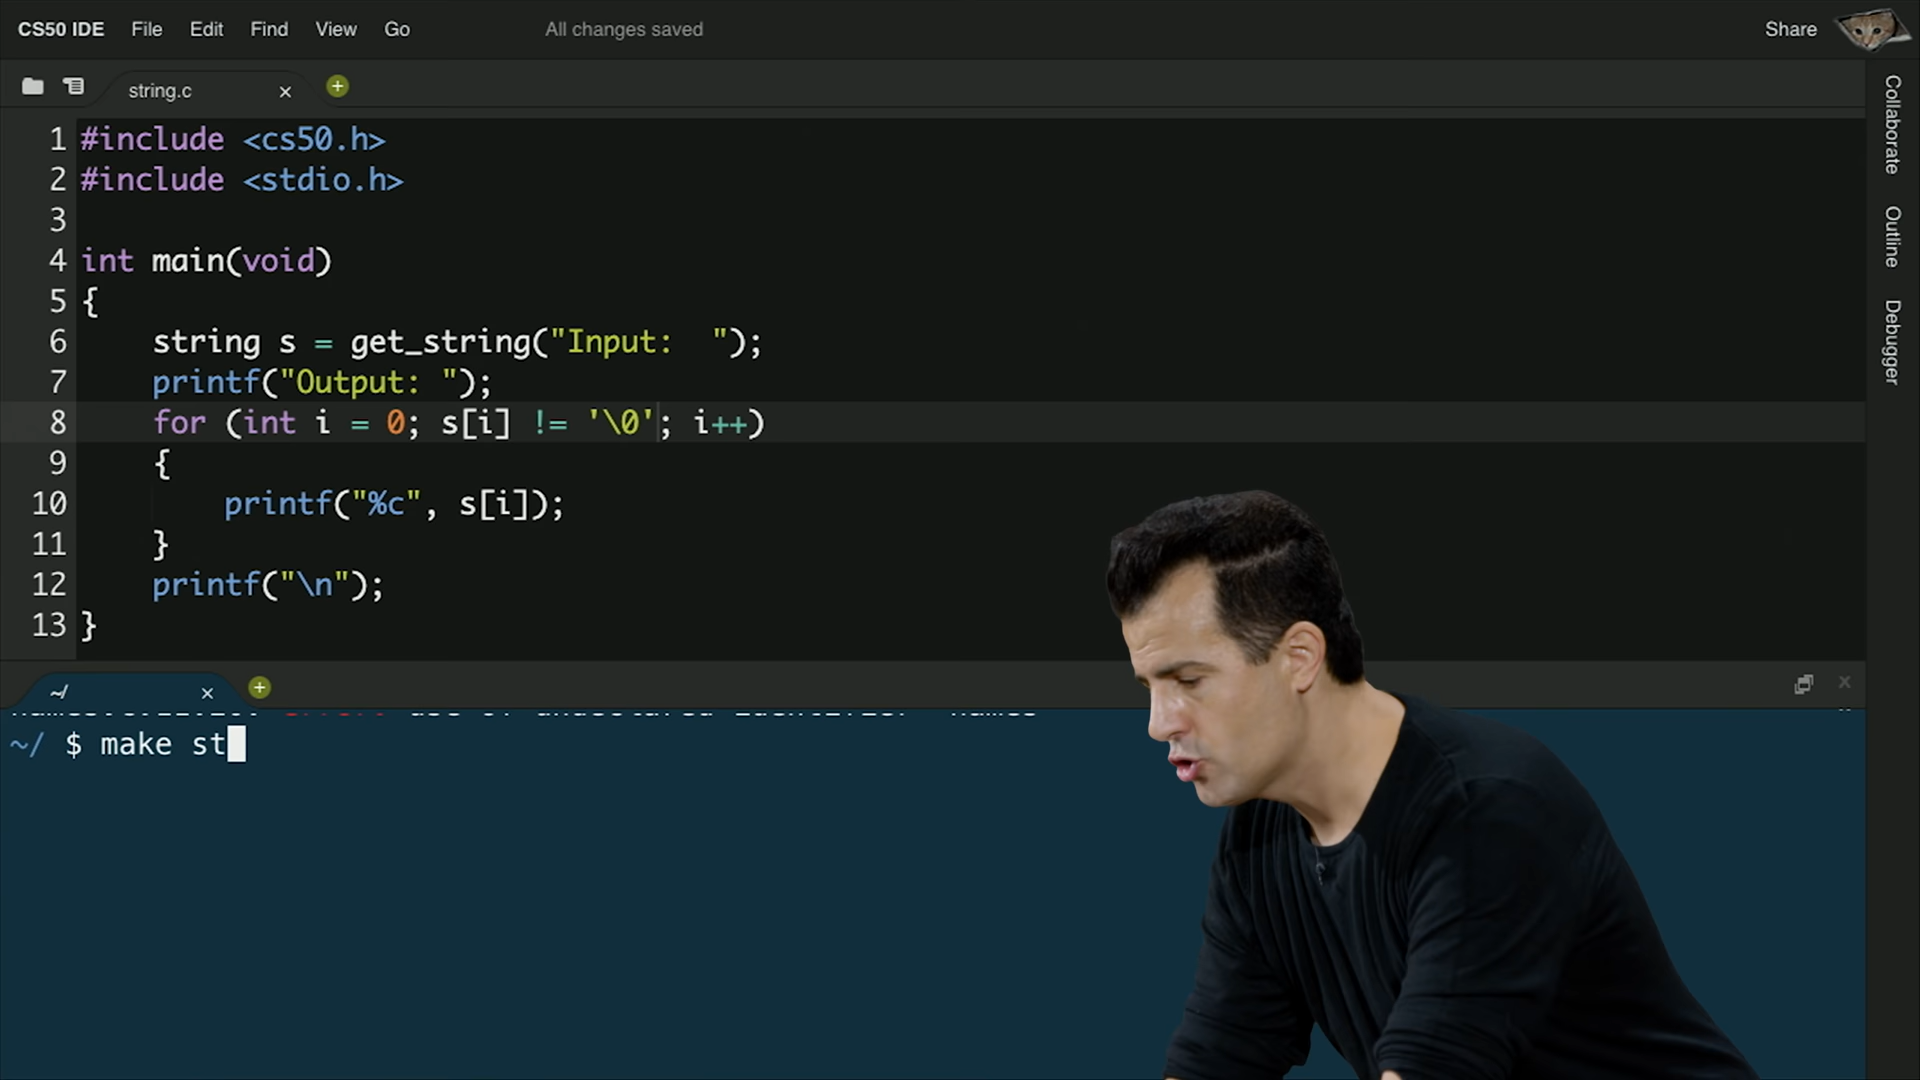 CS50 IDE File Edit Find View Go All changes saved Share
string.c
1 #include <cs50.h>
2 #include <stdio.h>
3
4 int main(void)
5 {
6     string s = get_string("Input:  ");
7     printf("Output: ");
8     for (int i = 0; s[i] != '\0'; i++)
9     {
10         printf("%c", s[i]);
11     }
12     printf("\n");
13 }
Collaborate
Outline
Debugger
~/
~/ $ make st